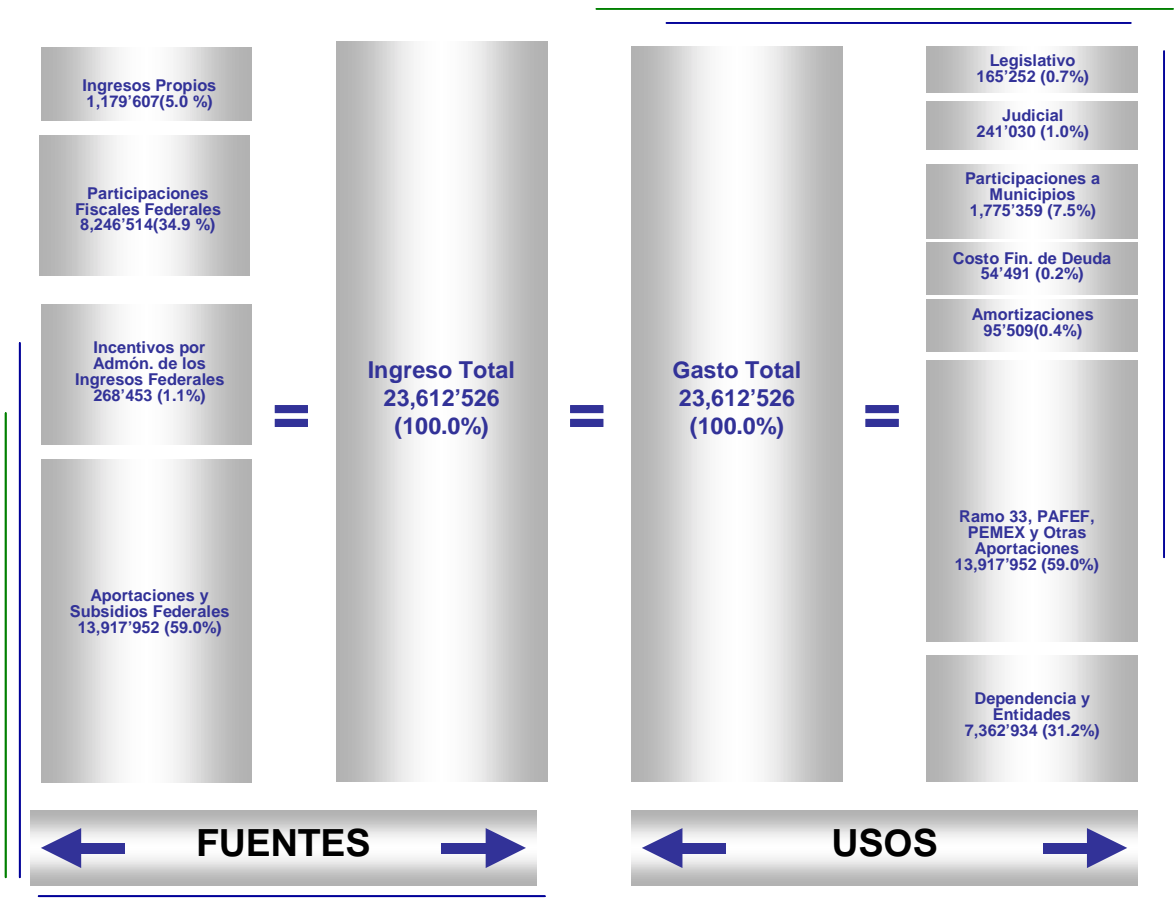 Ingresos Propios
1,179'607(5.0 %)
Participaciones
Fiscales Federales
8,246'514(34.9 %)
Incentivos por
Admón. de los
Ingresos Federales
268'453 (1.1%)
Aportaciones y
Subsidios Federales
13,917'952 (59.0%)
=
Ingreso Total
23,612'526
(100.0%)
=
Gasto Total
23,612'526
(100.0%)
=
Legislativo
165'252 (0.7%)
Judicial
241'030 (1.0%)
Participaciones a
Municipios
1,775'359 (7.5%)
Costo Fin. de Deuda
54'491 (0.2%)
Amortizaciones
95'509(0.4%)
Ramo 33, PAFEF,
PEMEX y Otras
Aportaciones
13,917'952 (59.0%)
Dependencia y
Entidades
7,362'934 (31.2%)
FUENTES
USOS